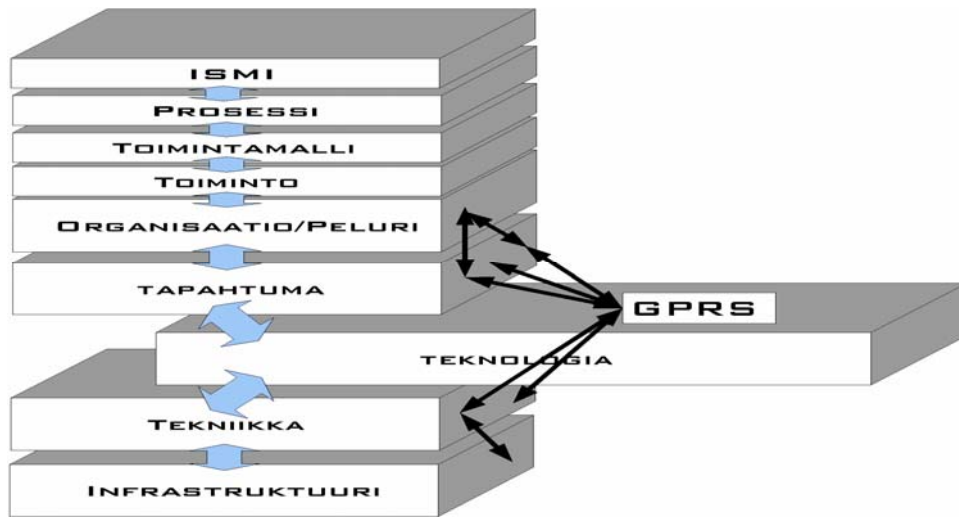 ISMI
PROSESSI
TOIMINTAMALLI
TOIMINTO
ORGANISAATIO/PELURI
TAPAHTUMA
GPRS
TEKNOLOGIA
TEKNIIKKA
INFRASTRUKTUURI